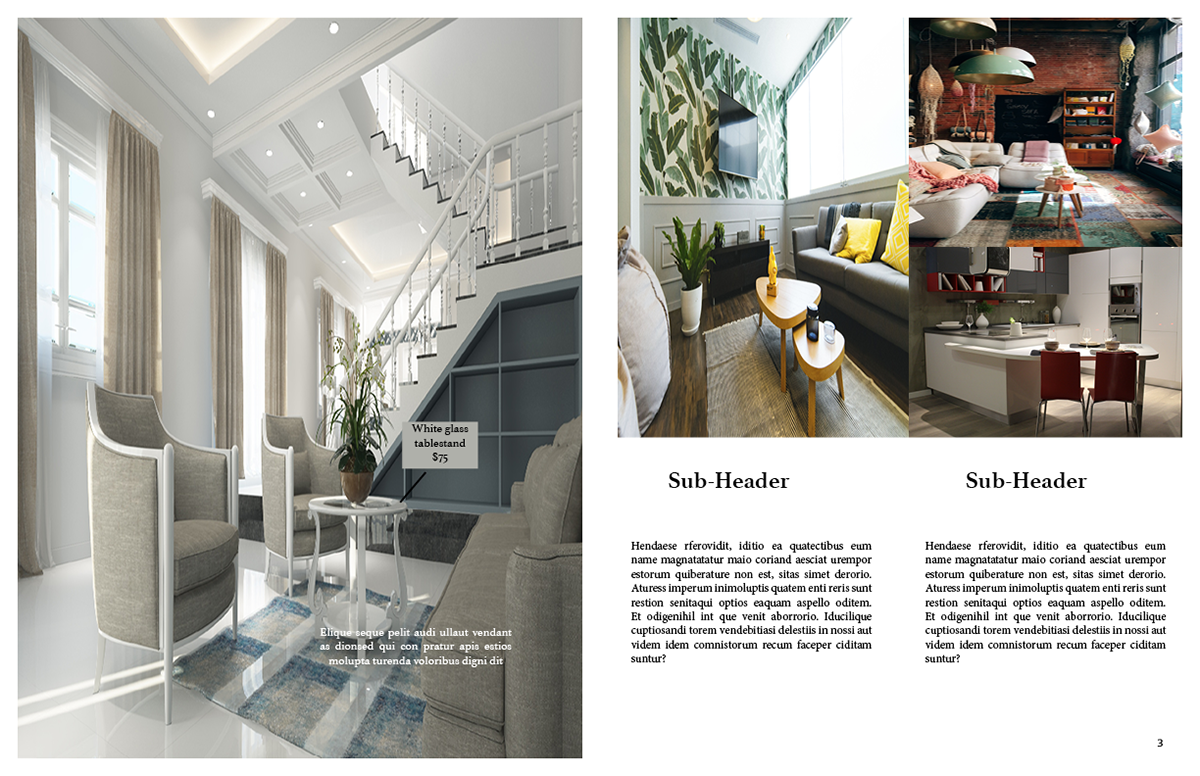 White glass
tablestand
$75
Elique seque pelit audi ullaut vendant
as dionsed qui con pratur apis estios
molupta turenda voloribus digni dit
Sub-Header
Hendaese rferovidit, iditio ea quatectibus eum
name magnatatatur maio coriand aesciat urempor
estorum quiberature non est, sitas simet derorio.
Aturess imperum inimoluptis quatem enti reris sunt
restion senitaqui optios eaquam aspello oditem.
Et odigenihil int que venit aborrorio. Iducilique
cuptiosandi torem vendebitiasi delestiis in nossi aut
videm idem comnistorum recum faceper ciditam
suntur?
Sub-Header
Hendaese rferovidit, iditio ea quatectibus eum
name magnatatatur maio coriand aesciat urempor
estorum quiberature non est, sitas simet derorio.
Aturess imperum inimoluptis quatem enti reris sunt
restion senitaqui optios eaquam aspello oditem.
Et odigenihil int que venit aborrorio. Iducilique
cuptiosandi torem vendebitiasi delestiis in nossi aut
videm idem comnistorum recum faceper ciditam
suntur?
3